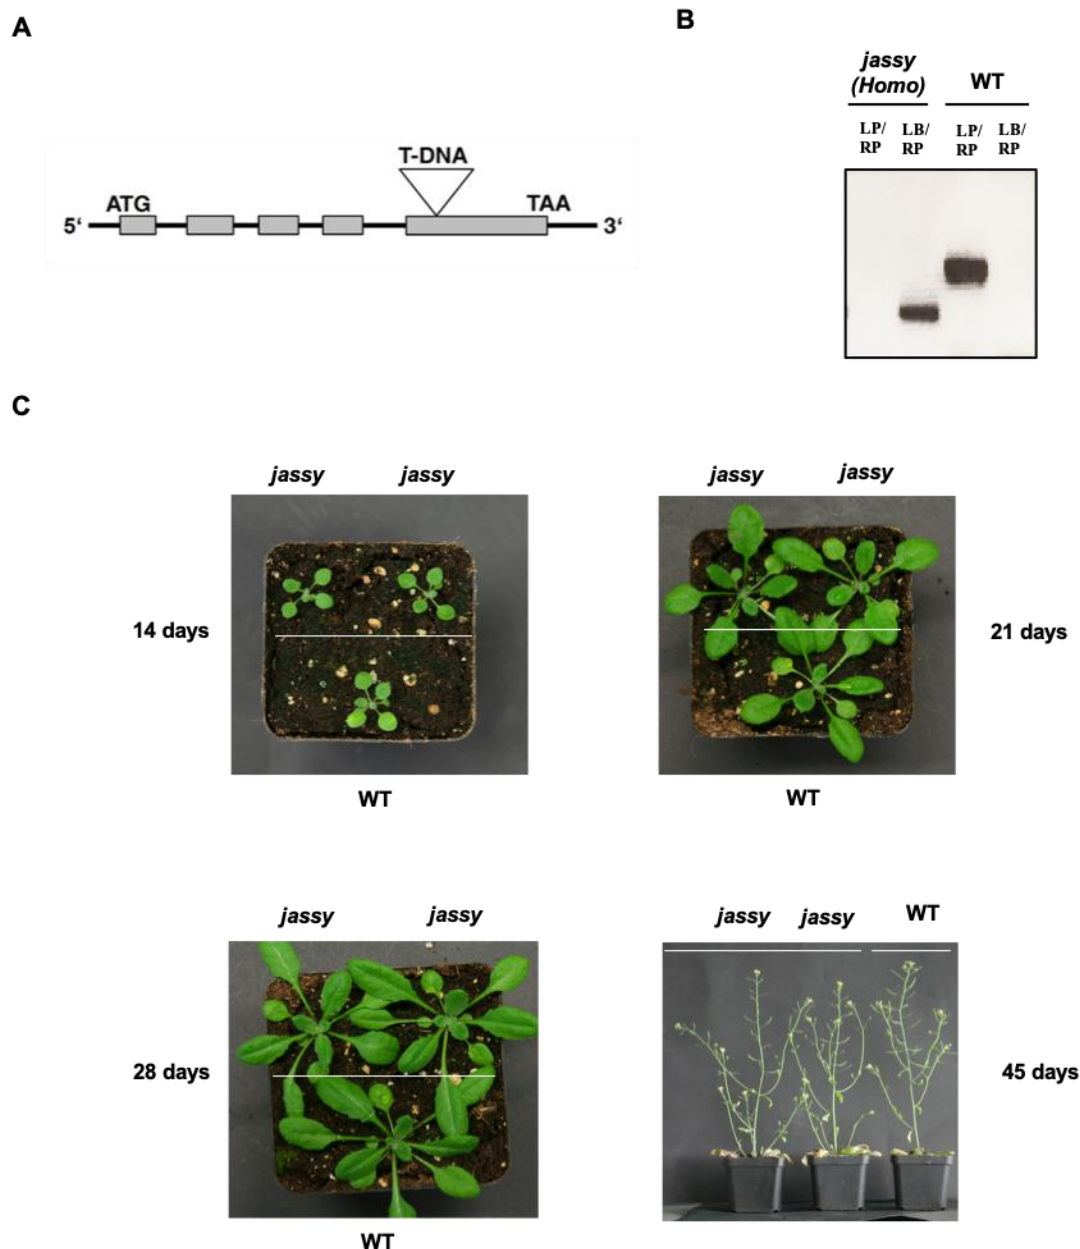 A
B
jassy
(Homo)
WT
LP/
RP
LB/
RP
LP/
RP
LB/
RP
T-DNA
ATG
TAA
5‘
3‘
C
jassy
jassy
jassy
jassy
14 days
21 days
WT
WT
jassy
jassy
jassy
jassy
WT
28 days
45 days
WT